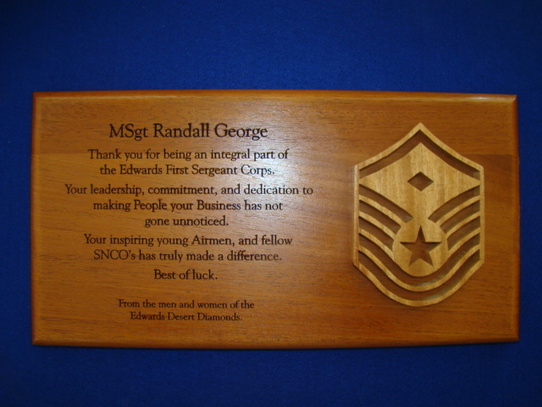 MSgt Randall George
Thank you for being an integral part of
the Edwards First Sergeant Corps.
Your leadership, commitment, and dedication to
making People your Business has not
gone unnoticed.
Your inspiring young Airmen, and fellow
SNCO's has truly made a difference.
Best of luck.
From the men and women of the
Edwards Desert Diamonds.